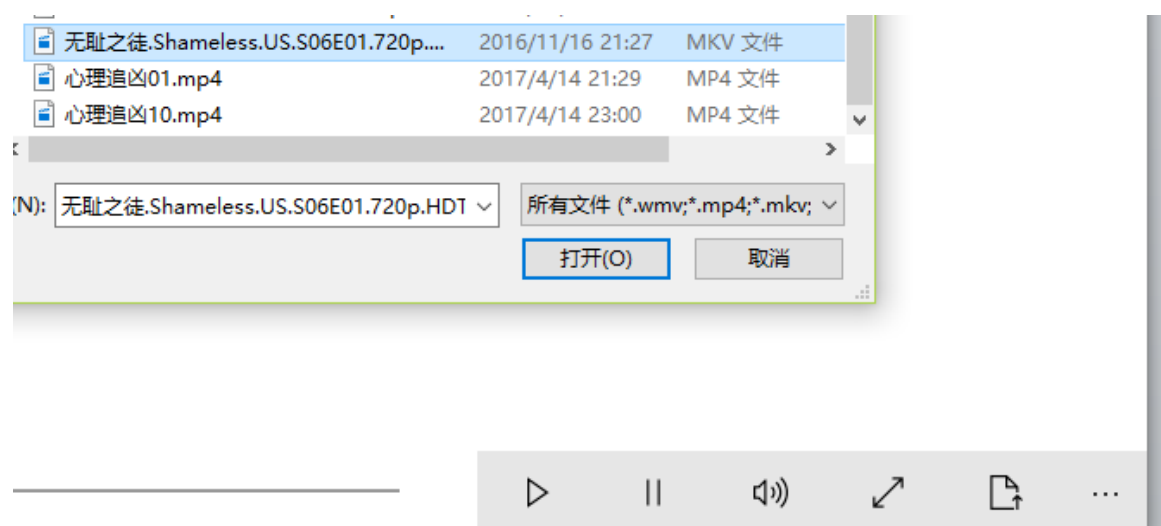 无耻之徒.Shameless.US.S06E01.720p.... 2016/11/16 21:27 MKV 文件
心理追凶01.mp4 2017/4/14 21:29 MP4 文件
心理追凶10.mp4 2017/4/14 23:00 MP4 文件
(N): 无耻之徒.Shameless.US.S06E01.720p.HDT 所有文件 (*.wmv;*.mp4;*.mkv;
打开(O) 取消